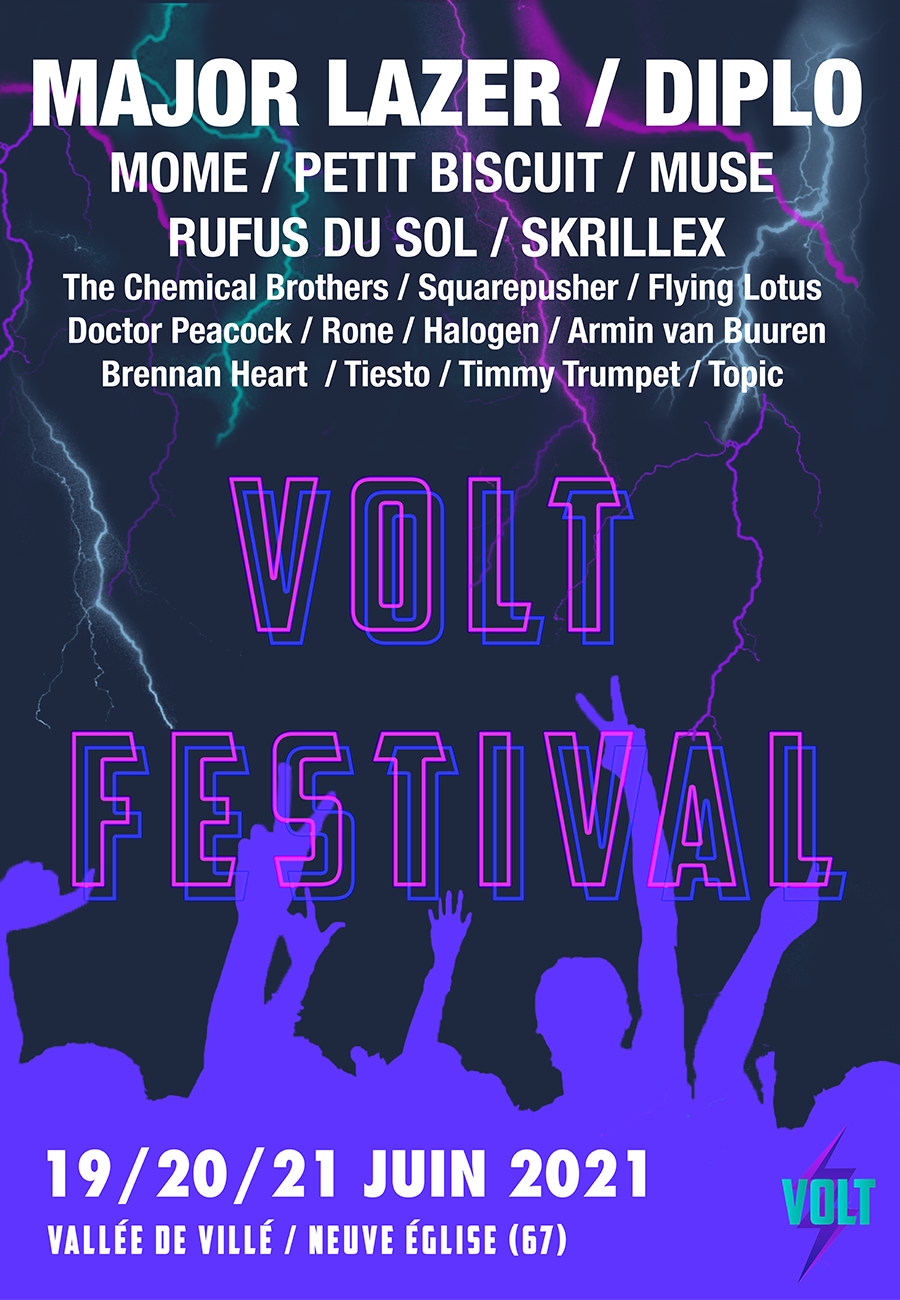 MAJOR LAZER / DIPLO
MOME / PETIT BISCUIT / MUSE
RUFUS DU SOL / SKRILLEX
The Chemical Brothers / Squarepusher / Flying Lotus
Doctor Peacock / Rone / Halogen / Armin van Buuren
Brennan Heart / Tiesto / Timmy Trumpet / Topic
VOLT
FESTIVAL
19/20/21 JUIN 2021
VALLÉE DE VILLÉ / NEUVE ÉGLISE (67)
VOLT